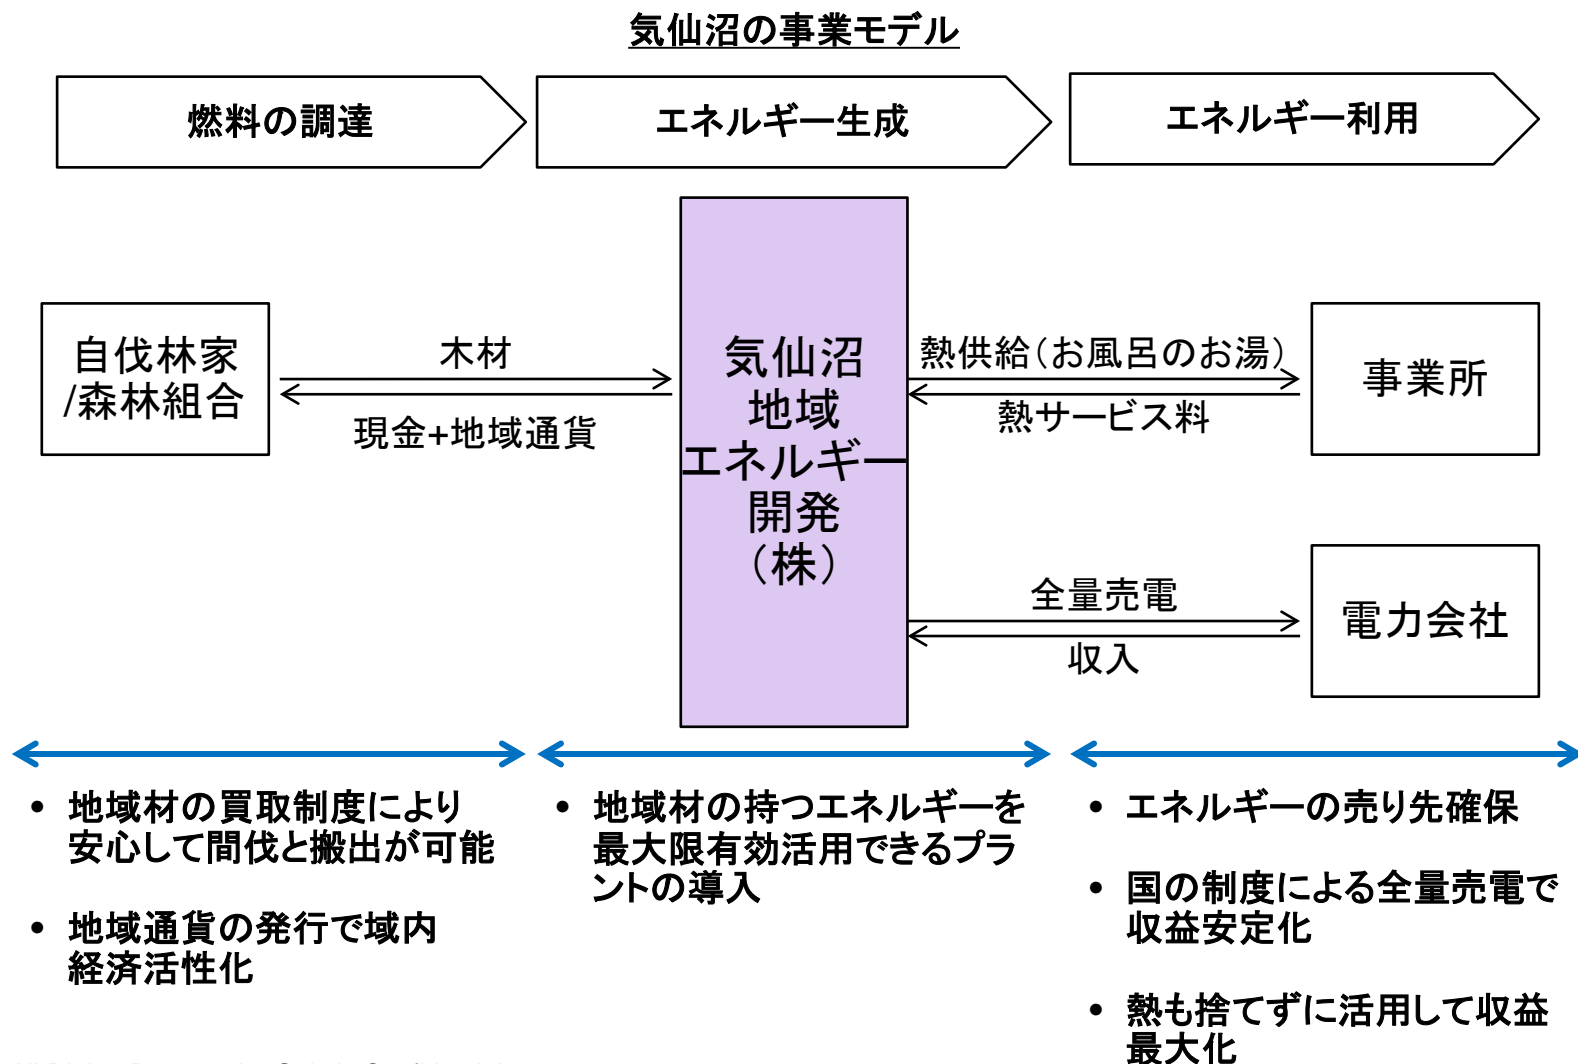 気仙沼の事業モデル
燃料の調達
エネルギー生成
エネルギー利用
自伐林家
/森林組合
木材
現金+地域通貨
気仙沼
地域
エネルギー
開発
（株）
熱供給（お風呂のお湯）
熱サービス料
事業所
全量売電
収入
電力会社
• 地域材の買取制度により
安心して間伐と搬出が可能
• 地域通貨の発行で域内
経済活性化
• 地域材の持つエネルギーを
最大限有効活用できるプラ
ントの導入
• エネルギーの売り先確保
• 国の制度による全量売電で
収益安定化
• 熱も捨てずに活用して収益
最大化